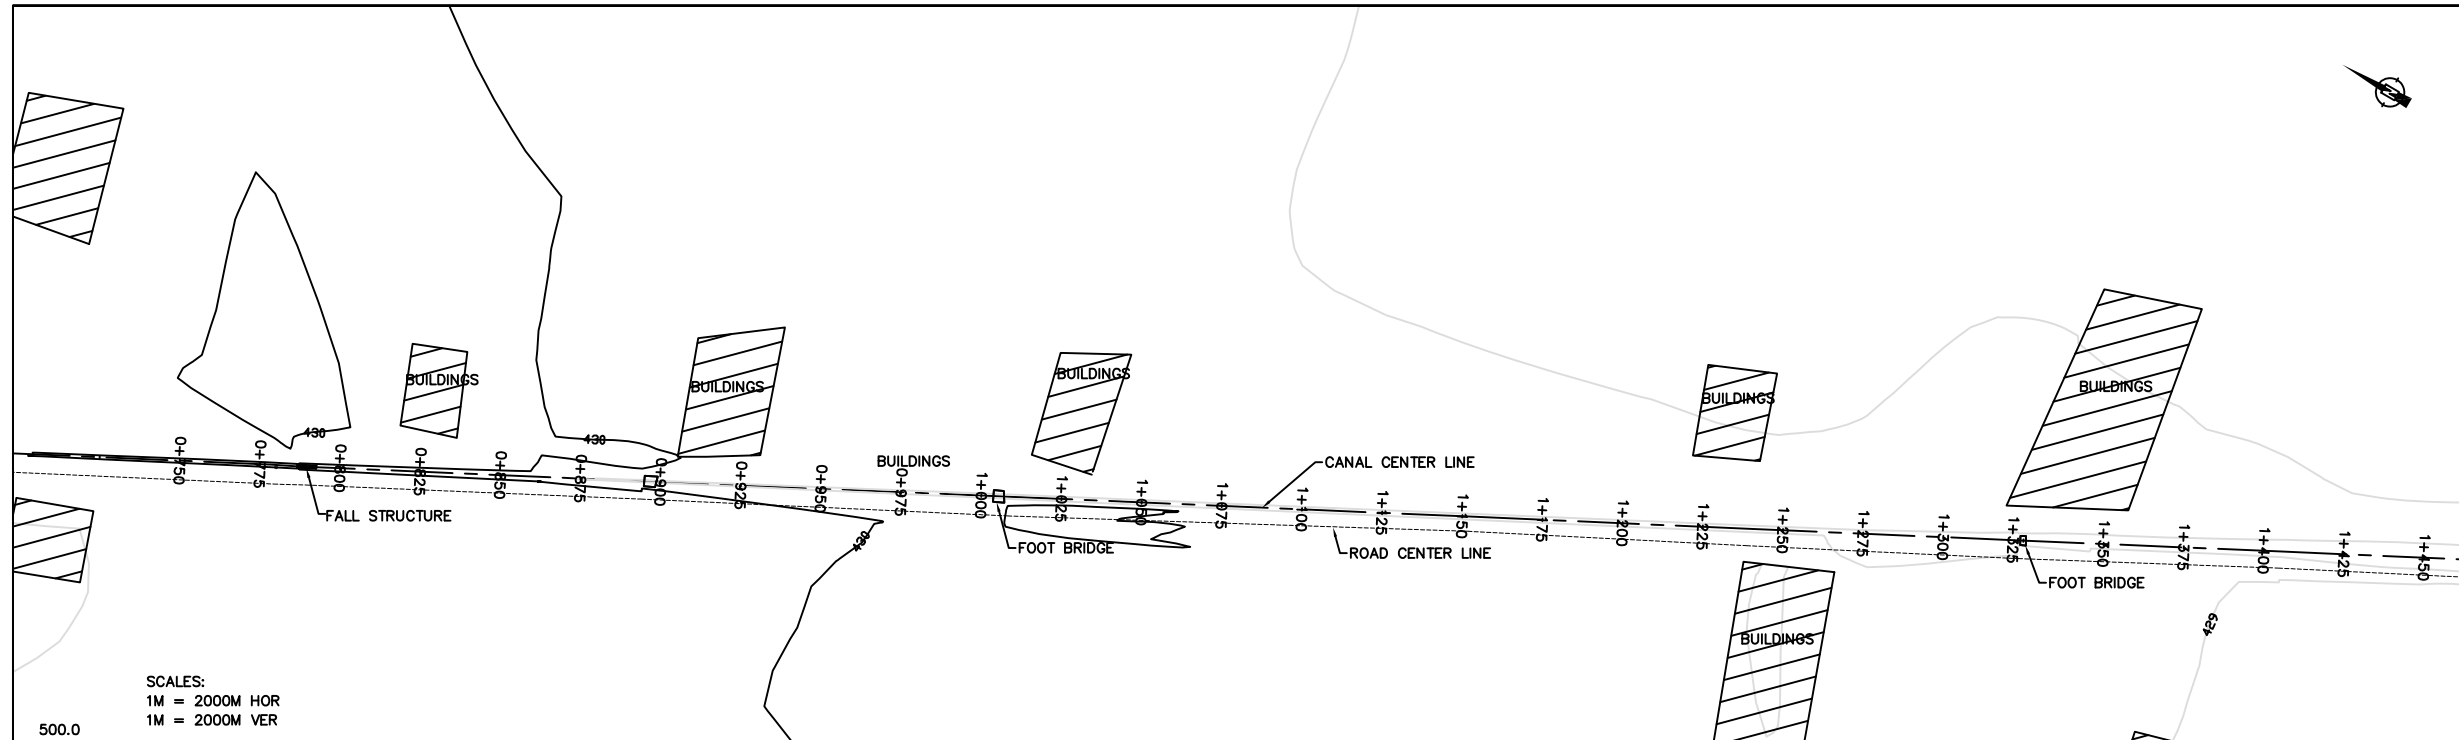 BUILDINGS
BUILDINGS
BUILDINGS
BUILDINGS
BUILDINGS
430
430
BUILDINGS
CANAL CENTER LINE
0+750
0+775
0+800
0+825
0+850
0+875
0+900
0+925
0+950
0+975
1+000
1+025
1+050
1+075
1+100
1+125
1+150
1+175
1+200
1+225
1+250
1+275
1+300
1+325
1+350
1+375
1+400
1+425
1+450
FALL STRUCTURE
430
FOOT BRIDGE
ROAD CENTER LINE
FOOT BRIDGE
429
BUILDINGS
SCALES:
1M = 2000M HOR
1M = 2000M VER
500.0